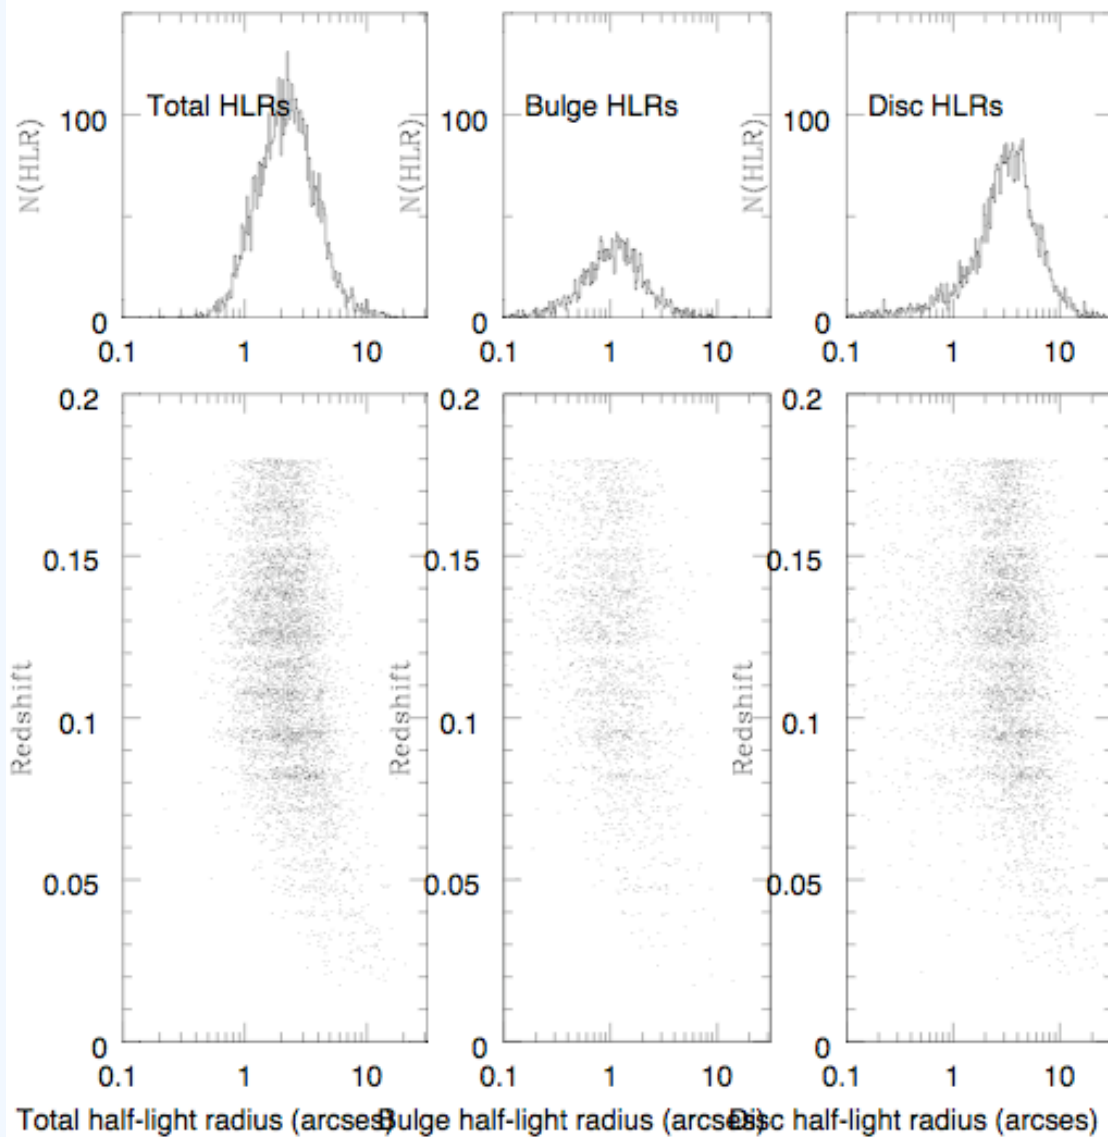 N(HLR)
100
0
Total HLRs
0.1 1 10
N(HLR)
100
0
Bulge HLRs
0.1 1 10
N(HLR)
100
0
Disc HLRs
0.1 1 10
Redshift
0.2
0.15
0.1
0.05
0
0.1 1 10
Total half-light radius (arcses)
Redshift
0.2
0.15
0.1
0.05
0
0.1 1 10
Bulge half-light radius (arcses)
Redshift
0.2
0.15
0.1
0.05
0
0.1 1 10
Disc half-light radius (arcses)